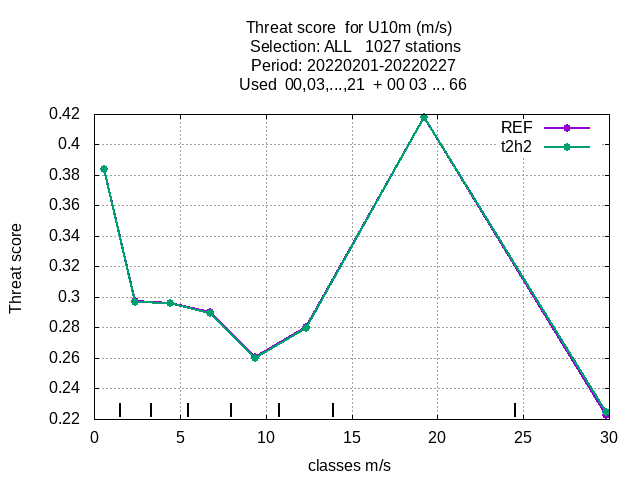 Threat score for U10m (m/s)
Selection: ALL 1027 stations
Period: 20220201-20220227
Used 00,03,...,21 + 00 03 ... 66
REF
t2h2
0.42
0.4
0.38
0.36
0.34
0.32
0.3
0.28
0.26
0.24
0.22
Threat score
0 5 10 15 20 25 30
classes m/s